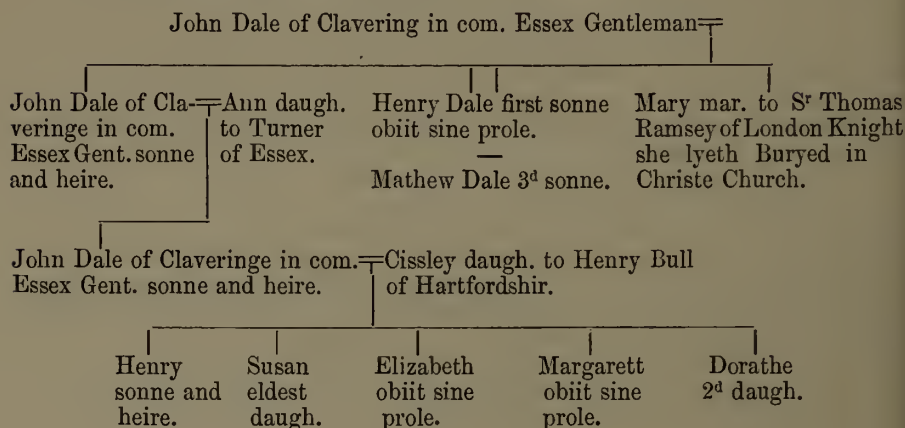 John Dale of Clavering in com. Essex Gentleman
John Dale of Cla-
veringe in com.
Essex Gent. sonne
and heire.
Ann daugh.
to Turner
of Essex.
Henry Dale first sonne
obiit sine prole.
—
Mathew Dale 3ᵈ sonne.
Mary mar. to Sʳ Thomas
Ramsey of London Knight
she lyeth Buryed in
Christe Church.
John Dale of Claveringe in com.
Essex Gent. sonne and heire.
Cissley daugh. to Henry Bull
of Hartfordshir.
Henry
sonne and
heire.
Susan
eldest
daugh.
Elizabeth
obiit sine
prole.
Margarett
obiit sine
prole.
Dorathe
2ᵈ daugh.